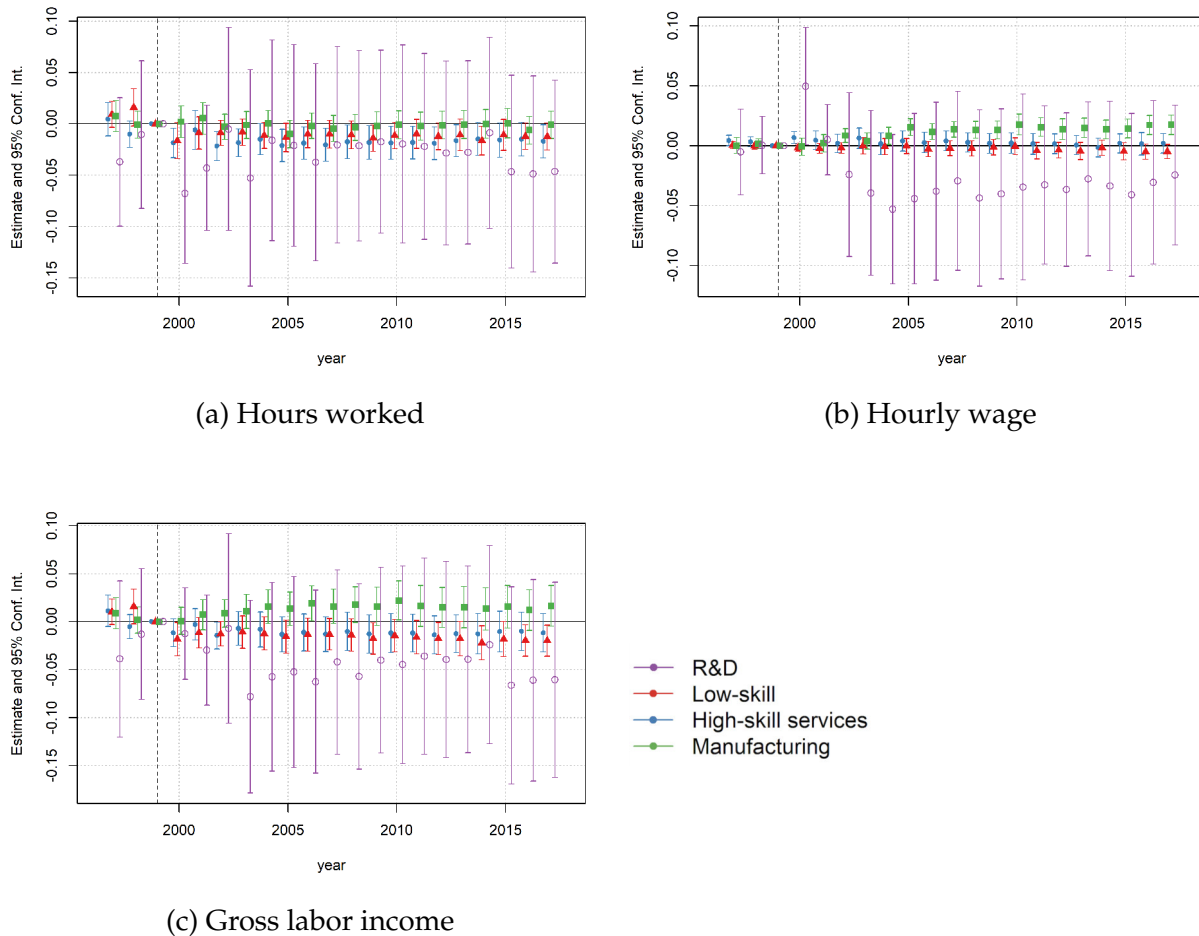 0.10
0.05
0.00
-0.05
-0.10
-0.15
Estimate and 95% Conf. Int.
2000 2005 2010 2015
year
(a) Hours worked
0.10
0.05
0.00
-0.05
-0.10
Estimate and 95% Conf. Int.
2000 2005 2010 2015
year
(b) Hourly wage
0.10
0.05
0.00
-0.05
-0.10
-0.15
Estimate and 95% Conf. Int.
2000 2005 2010 2015
year
(c) Gross labor income
R&D
Low-skill
High-skill services
Manufacturing